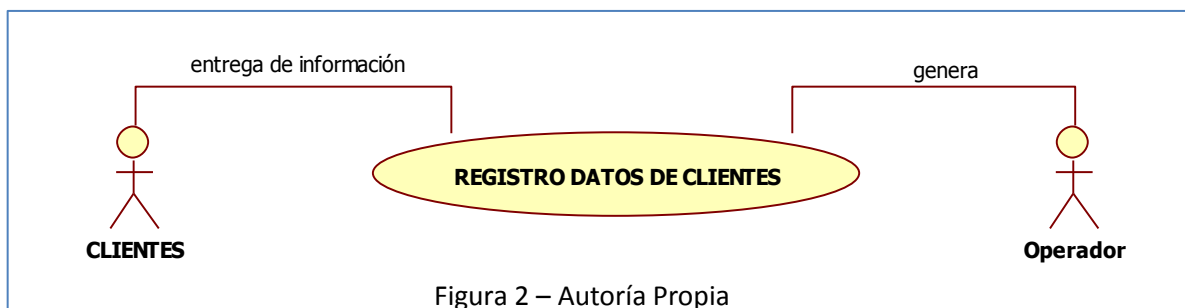 entrega de información
genera
REGISTRO DATOS DE CLIENTES
CLIENTES
Operador
Figura 2 – Autoría Propia